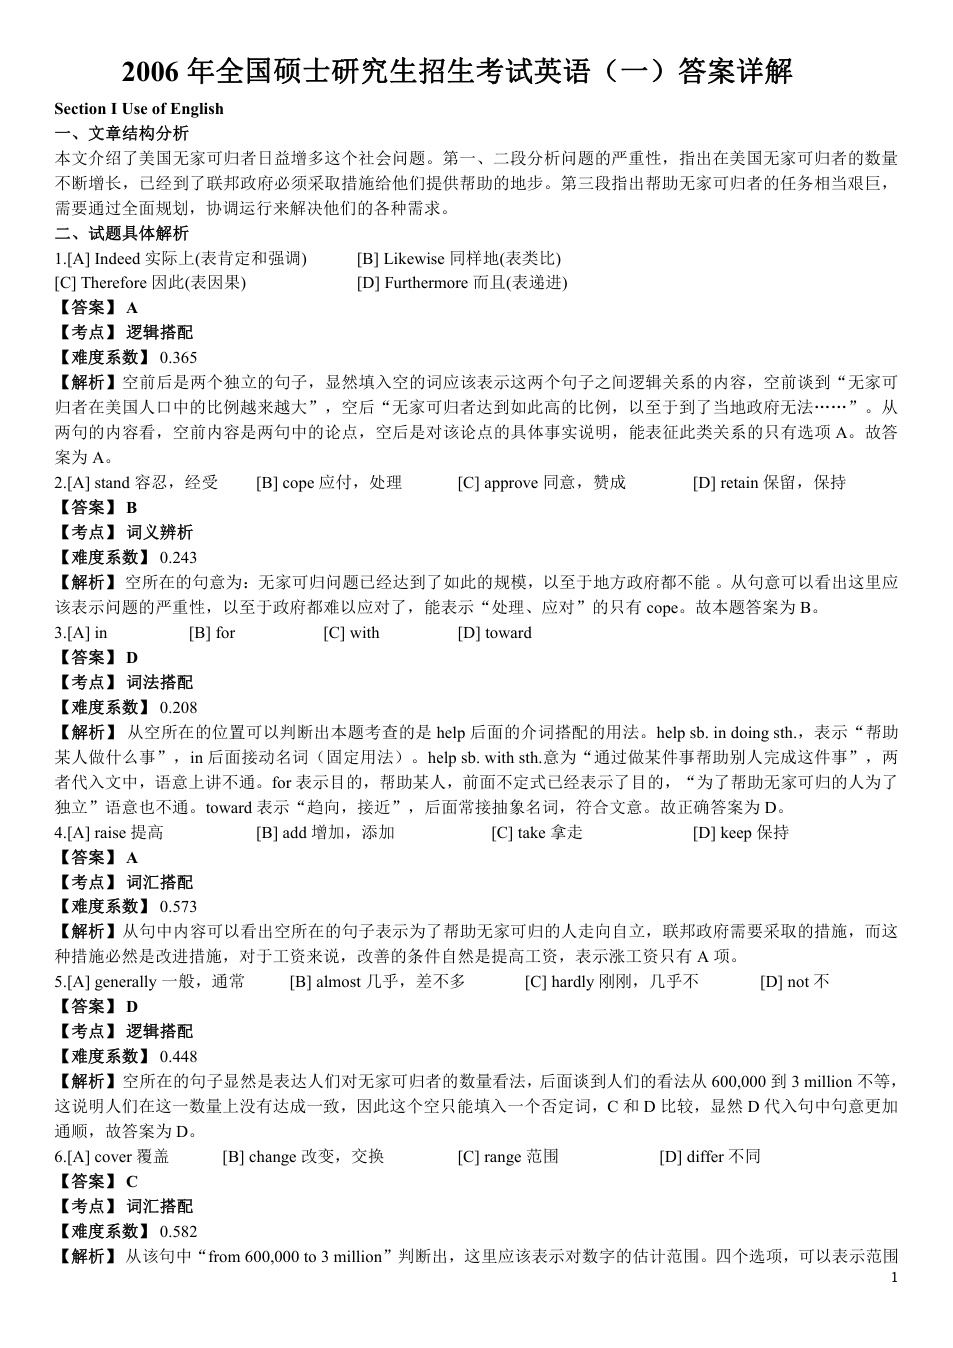 2006 年全国硕士研究生招生考试英语（一）答案详解
Section I Use of English
一、文章结构分析
本文介绍了美国无家可归者日益增多这个社会问题。第一、二段分析问题的严重性，指出在美国无家可归者的数量
不断增长，已经到了联邦政府必须采取措施给他们提供帮助的地步。第三段指出帮助无家可归者的任务相当艰巨，
需要通过全面规划，协调运行来解决他们的各种需求。
二、试题具体解析
1.[A] Indeed 实际上(表肯定和强调) [B] Likewise 同样地(表类比)
[C] Therefore 因此(表因果) [D] Furthermore 而且(表递进)
【答案】 A
【考点】 逻辑搭配
【难度系数】 0.365
【解析】空前后是两个独立的句子，显然填入空的词应该表示这两个句子之间逻辑关系的内容，空前谈到“无家可
归者在美国人口中的比例越来越大”，空后“无家可归者达到如此高的比例，以至于到了当地政府无法……”。从
两句的内容看，空前内容是两句中的论点，空后是对该论点的具体事实说明，能表征此类关系的只有选项 A。故答
案为 A。
2.[A] stand 容忍，经受 [B] cope 应付，处理 [C] approve 同意，赞成 [D] retain 保留，保持
【答案】 B
【考点】 词义辨析
【难度系数】 0.243
【解析】 空所在的句意为：无家可归问题已经达到了如此的规模，以至于地方政府都不能 。从句意可以看出这里应
该表示问题的严重性，以至于政府都难以应对了，能表示“处理、应对”的只有 cope。故本题答案为 B。
3.[A] in [B] for [C] with [D] toward
【答案】 D
【考点】 词法搭配
【难度系数】 0.208
【解析】 从空所在的位置可以判断出本题考查的是 help 后面的介词搭配的用法。help sb. in doing sth.，表示“帮助
某人做什么事”，in 后面接动名词（固定用法）。help sb. with sth.意为“通过做某件事帮助别人完成这件事”，两
者代入文中，语意上讲不通。for 表示目的，帮助某人，前面不定式已经表示了目的，“为了帮助无家可归的人为了
独立”语意也不通。toward 表示“趋向，接近”，后面常接抽象名词，符合文意。故正确答案为 D。
4.[A] raise 提高 [B] add 增加，添加 [C] take 拿走 [D] keep 保持
【答案】 A
【考点】 词汇搭配
【难度系数】 0.573
【解析】从句中内容可以看出空所在的句子表示为了帮助无家可归的人走向自立，联邦政府需要采取的措施，而这
种措施必然是改进措施，对于工资来说，改善的条件自然是提高工资，表示涨工资只有 A 项。
5.[A] generally 一般，通常 [B] almost 几乎，差不多 [C] hardly 刚刚，几乎不 [D] not 不
【答案】 D
【考点】 逻辑搭配
【难度系数】 0.448
【解析】空所在的句子显然是表达人们对无家可归者的数量看法，后面谈到人们的看法从 600,000 到 3 million 不等，
这说明人们在这一数量上没有达成一致，因此这个空只能填入一个否定词，C 和 D 比较，显然 D 代入句中句意更加
通顺，故答案为 D。
6.[A] cover 覆盖 [B] change 改变，交换 [C] range 范围 [D] differ 不同
【答案】 C
【考点】 词汇搭配
【难度系数】 0.582
【解析】 从该句中“from 600,000 to 3 million”判断出，这里应该表示对数字的估计范围。四个选项，可以表示范围
1